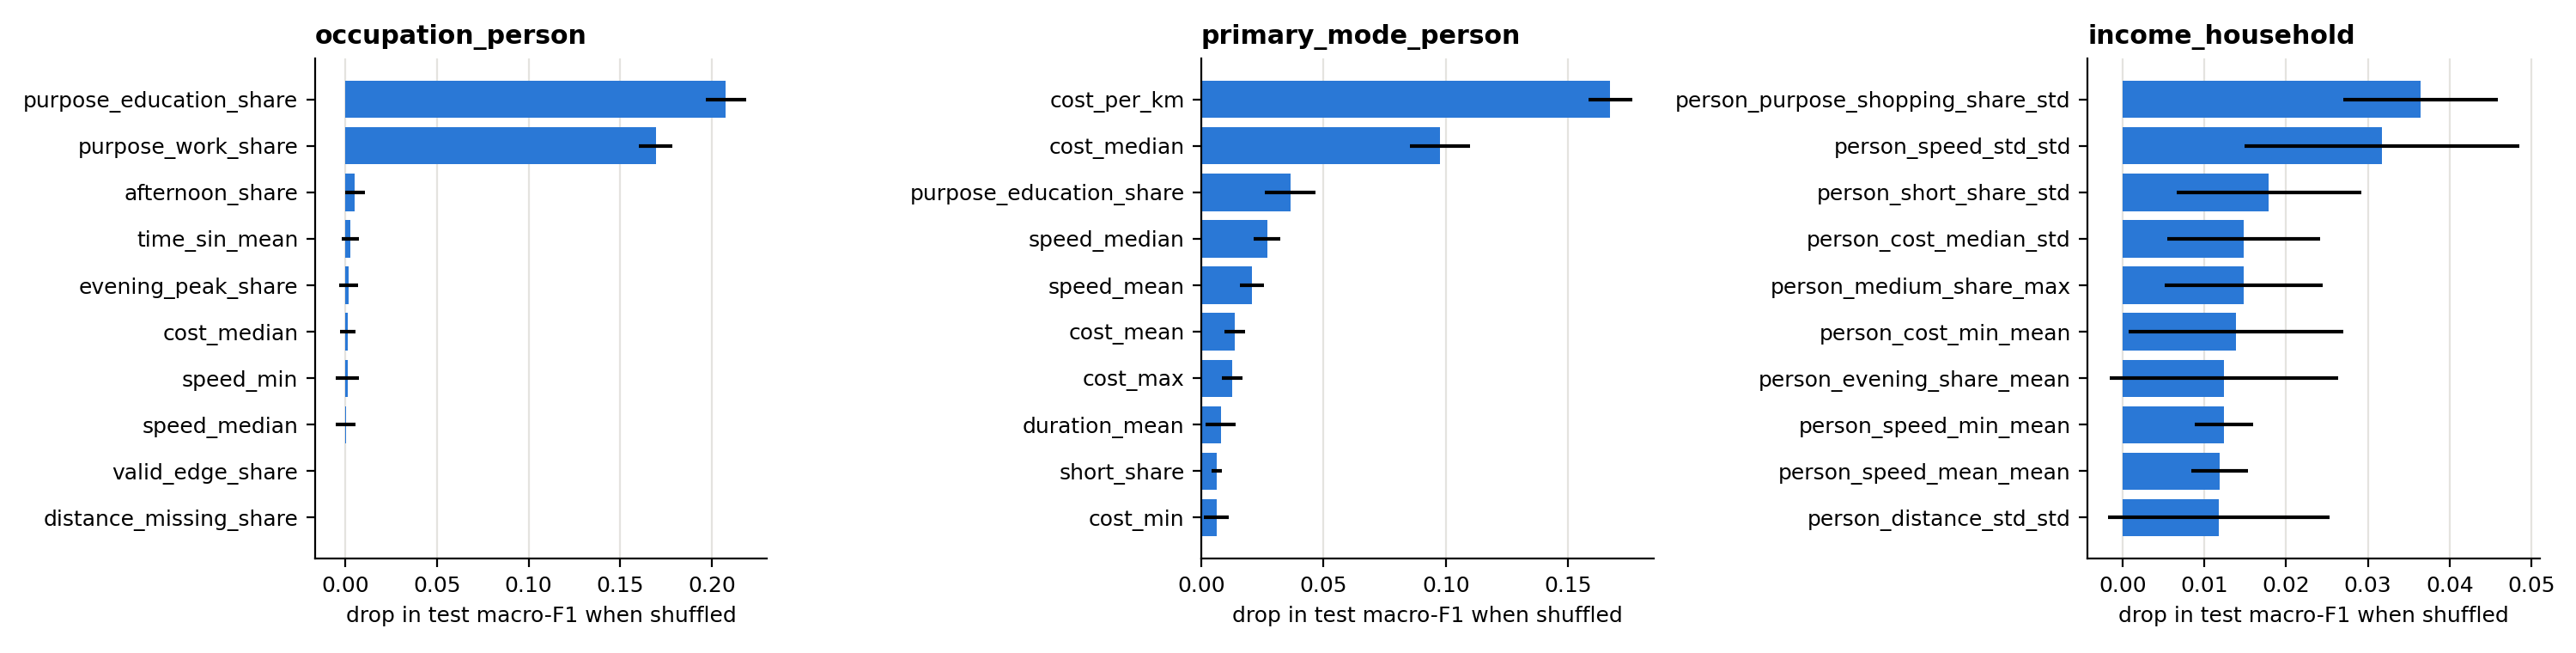 occupation_person
purpose_education_share
purpose_work_share
afternoon_share
time_sin_mean
evening_peak_share
cost_median
speed_min
speed_median
valid_edge_share
distance_missing_share
0.00 0.05 0.10 0.15 0.20
drop in test macro-F1 when shuffled
primary_mode_person
cost_per_km
cost_median
purpose_education_share
speed_median
speed_mean
cost_mean
cost_max
duration_mean
short_share
cost_min
0.00 0.05 0.10 0.15
drop in test macro-F1 when shuffled
income_household
person_purpose_shopping_share_std
person_speed_std_std
person_short_share_std
person_cost_median_std
person_medium_share_max
person_cost_min_mean
person_evening_share_mean
person_speed_min_mean
person_speed_mean_mean
person_distance_std_std
0.00 0.01 0.02 0.03 0.04 0.05
drop in test macro-F1 when shuffled